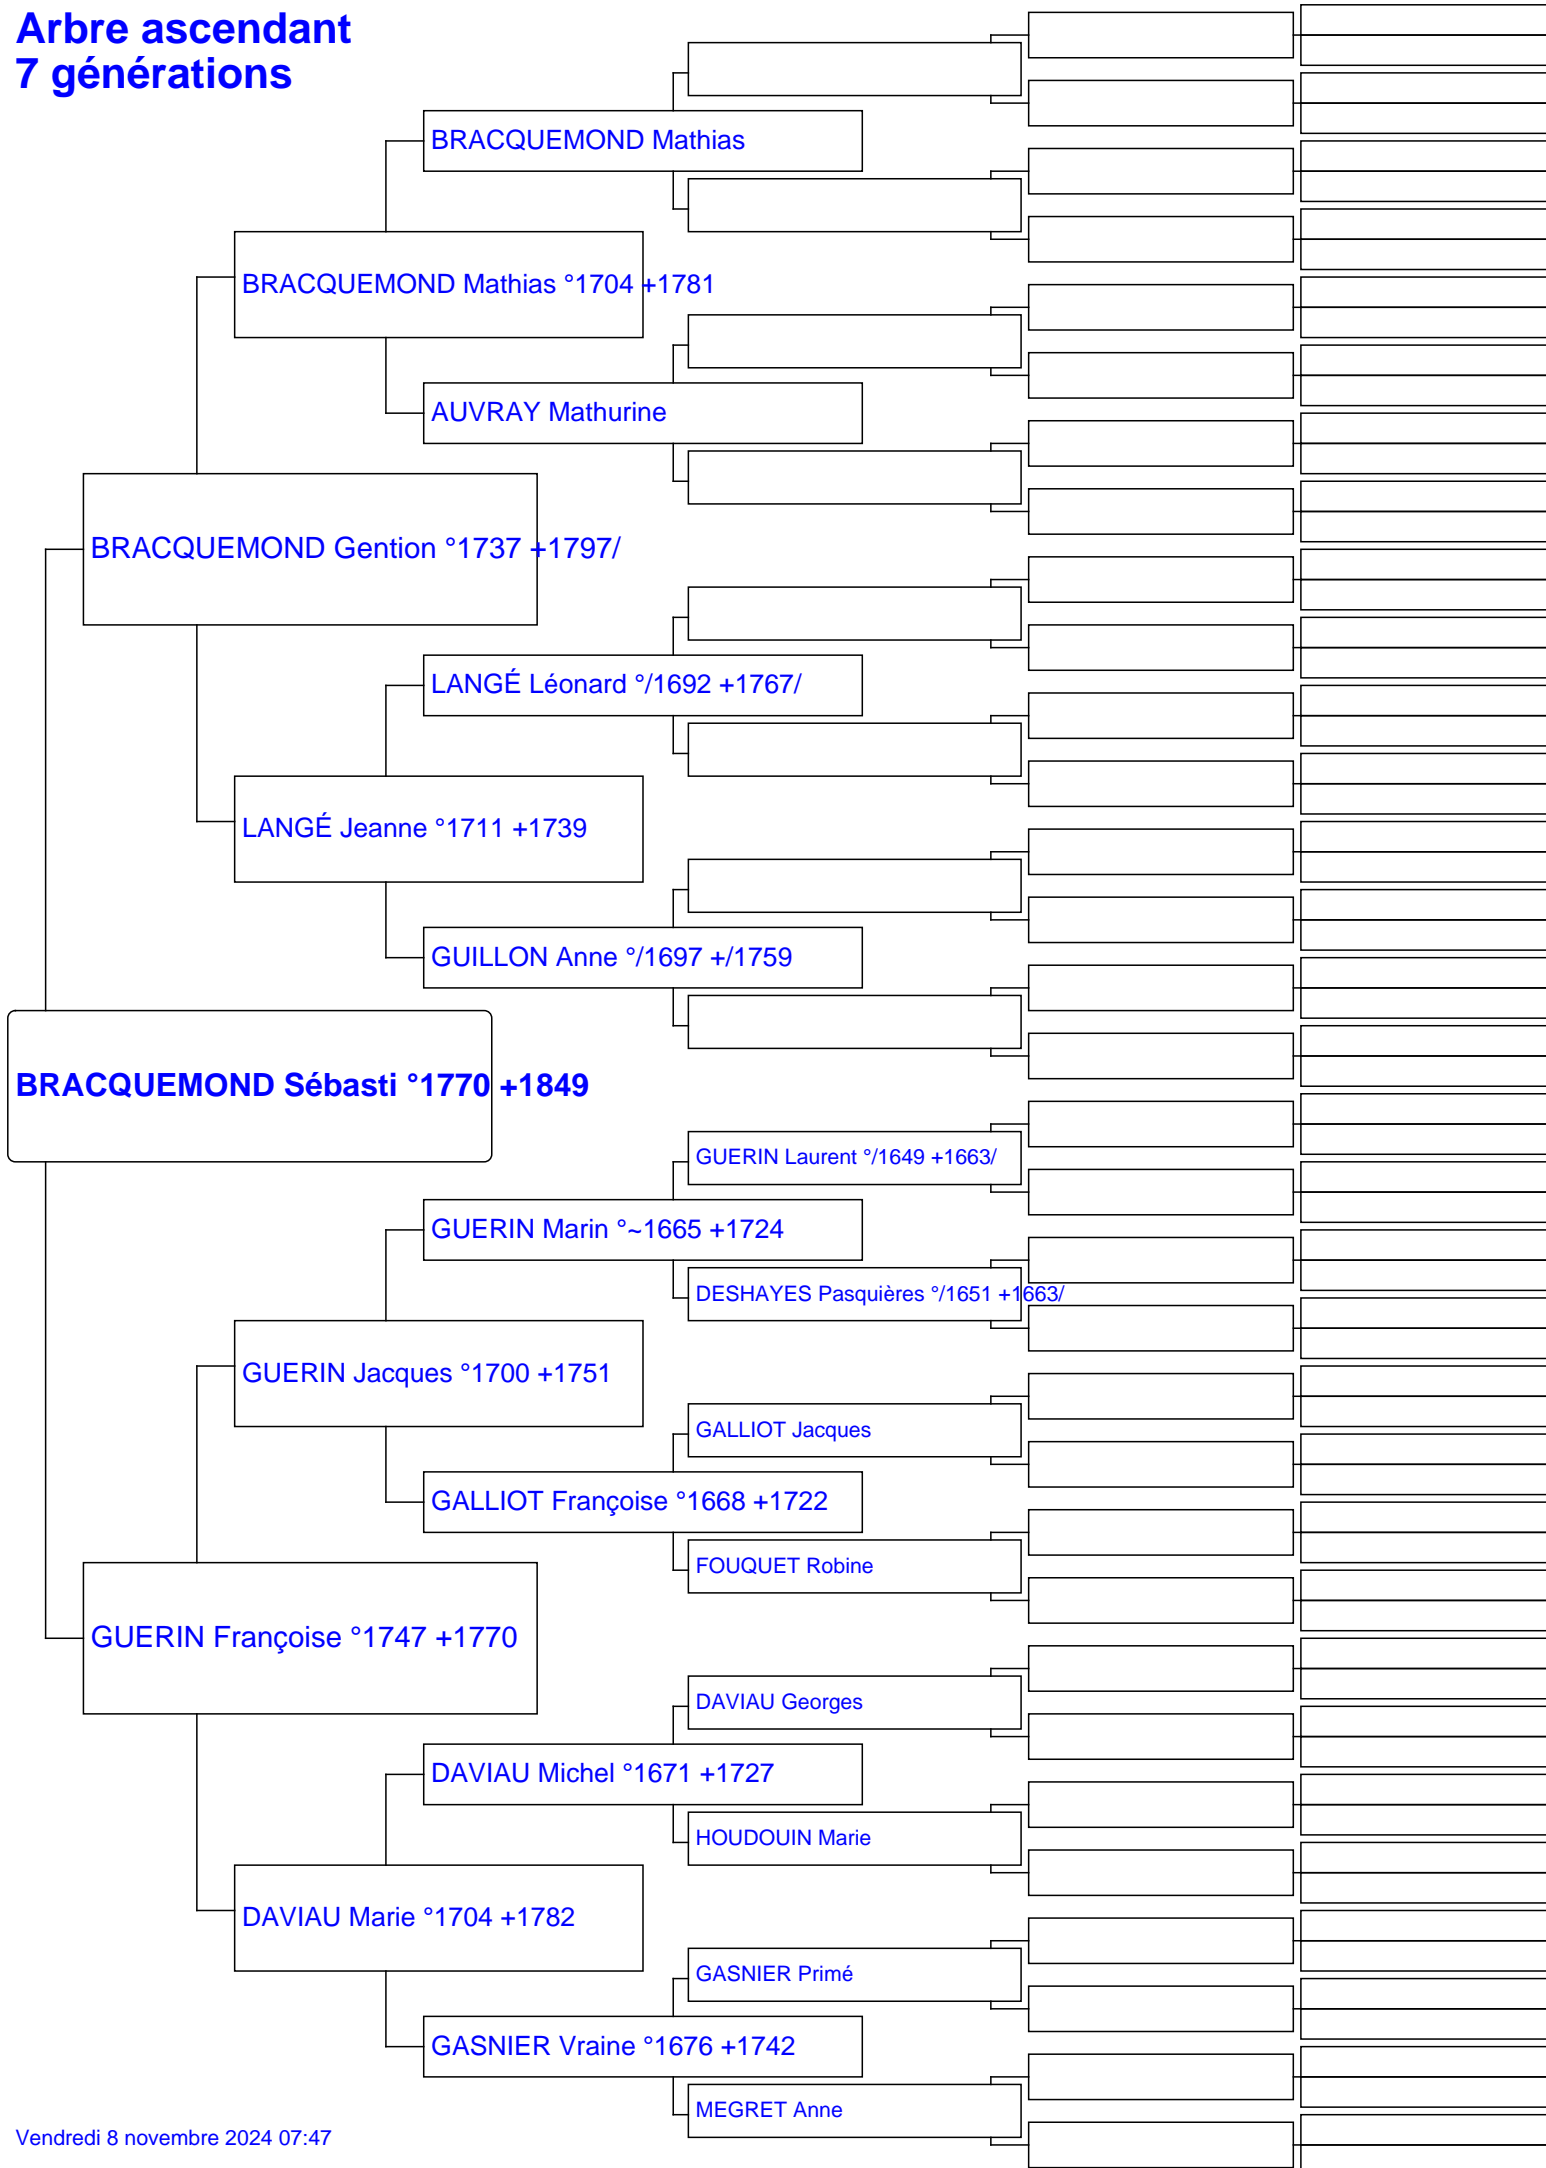 Arbre ascendant
7 générations
BRACQUEMOND Mathias
BRACQUEMOND Mathias °1704 +1781
AUVRAY Mathurine
BRACQUEMOND Gention °1737 +1797/
LANGÉ Léonard °/1692 +1767/
LANGÉ Jeanne °1711 +1739
GUILLON Anne °/1697 +/1759
BRACQUEMOND Sébasti °1770 +1849
GUERIN Laurent °/1649 +1663/
GUERIN Marin °~1665 +1724
DESHAYES Pasquières °/1651 +1663/
GUERIN Jacques °1700 +1751
GALLIOT Jacques
GALLIOT Françoise °1668 +1722
FOUQUET Robine
GUERIN Françoise °1747 +1770
DAVIAU Georges
DAVIAU Michel °1671 +1727
HOUDOUIN Marie
DAVIAU Marie °1704 +1782
GASNIER Primé
GASNIER Vraine °1676 +1742
MEGRET Anne
Vendredi 8 novembre 2024 07:47